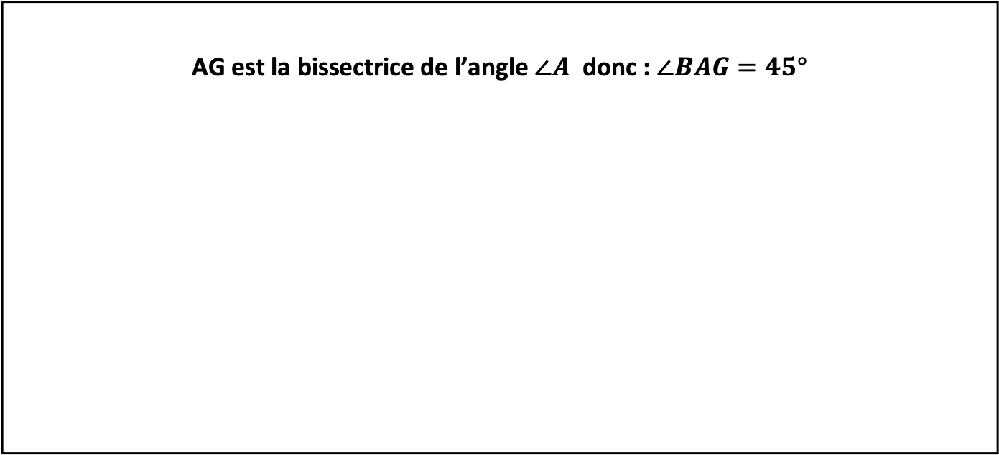 AG est la bissectrice de l’angle ∠A donc : ∠BAG = 45°